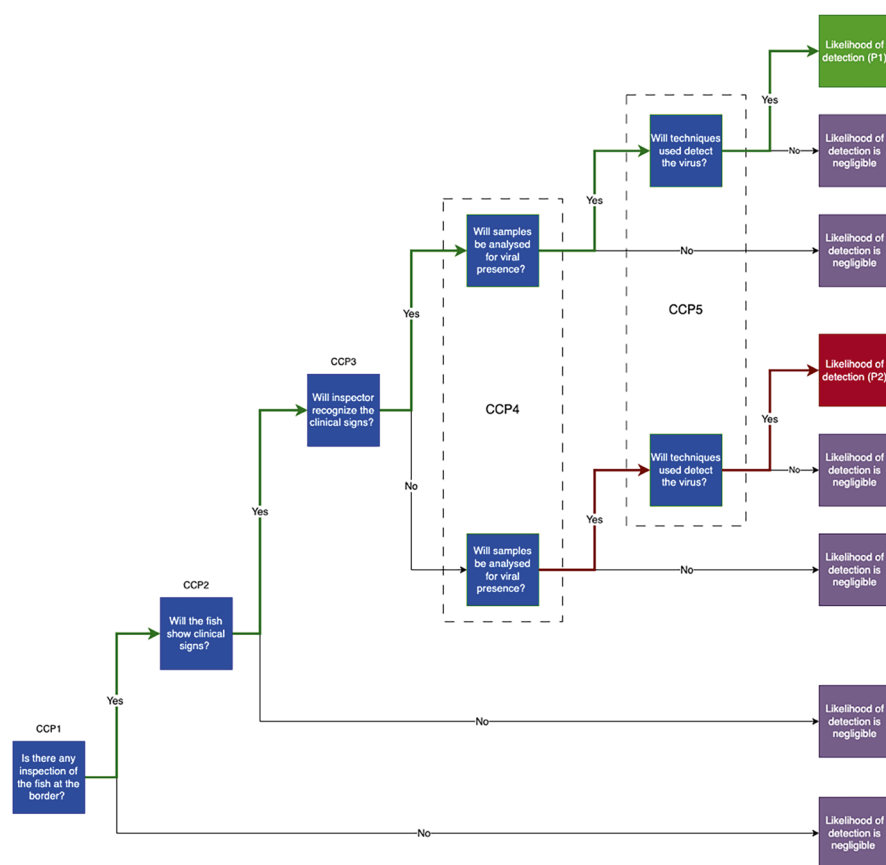 Likelihood of
detection (P1)
Yes
Will techniques
used detect
the virus?
No
Likelihood of
detection is
negligible
Yes
Will samples
be analysed
for viral
presence?
No
Likelihood of
detection is
negligible
CCP5
Yes
CCP3
Will inspector
recognize the
clinical signs?
CCP4
Likelihood of
detection (P2)
Yes
Will techniques
used detect
the virus?
No
Likelihood of
detection is
negligible
No
Yes
Will samples
be analysed
for viral
presence?
No
Likelihood of
detection is
negligible
Yes
CCP2
Will the fish
show clinical
signs?
No
Likelihood of
detection is
negligible
Yes
CCP1
Is there any
inspection of
the fish at the
border?
No
Likelihood of
detection is
negligible